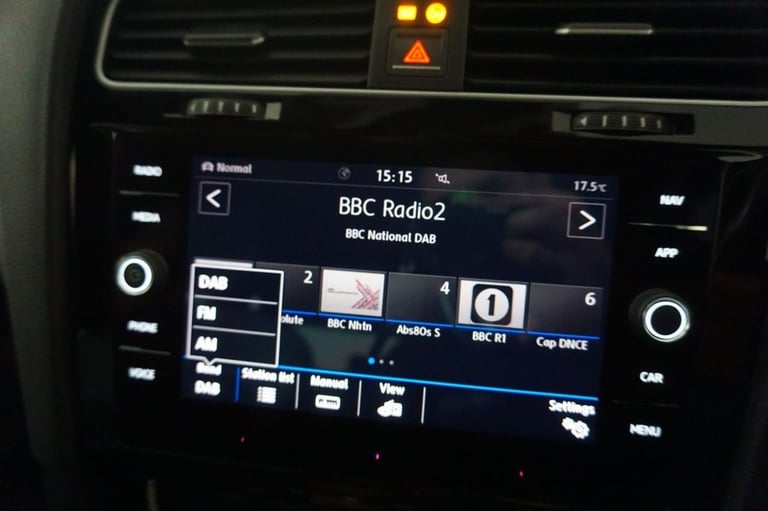 Normal
15:15
17.5°C
RADIO
MEDIA
PHONE
VOICE
<
BBC Radio2
>
BBC National DAB
DAB
FM
AM
2
4
1
6
olute
BBC Nhtn
Abs80s S
BBC R1
Cap DNCE
Band
DAB
Station list
Manual
View
Settings
NAV
APP
CAR
MENU